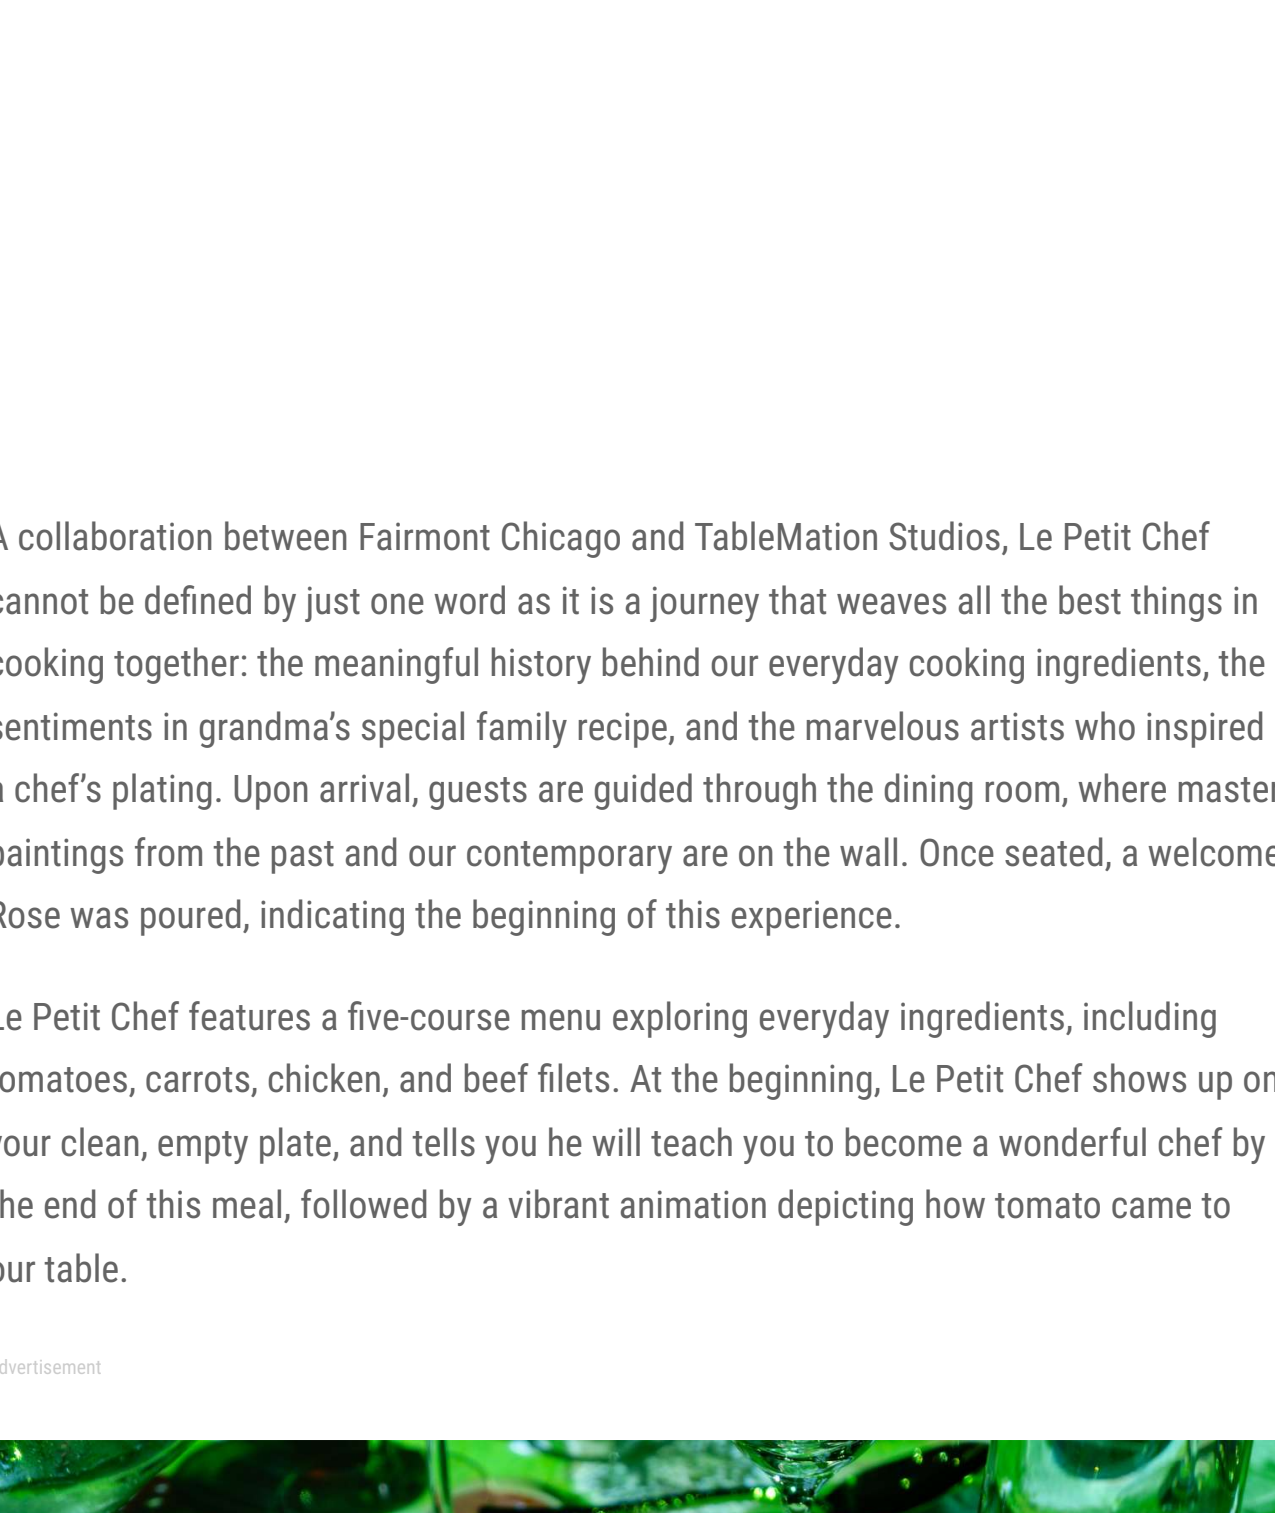 A collaboration between Fairmont Chicago and TableMation Studios, Le Petit Chef
cannot be defined by just one word as it is a journey that weaves all the best things in
cooking together: the meaningful history behind our everyday cooking ingredients, the
sentiments in grandma’s special family recipe, and the marvelous artists who inspired
a chef’s plating. Upon arrival, guests are guided through the dining room, where master
paintings from the past and our contemporary are on the wall. Once seated, a welcome
Rose was poured, indicating the beginning of this experience.
Le Petit Chef features a five-course menu exploring everyday ingredients, including
tomatoes, carrots, chicken, and beef filets. At the beginning, Le Petit Chef shows up on
your clean, empty plate, and tells you he will teach you to become a wonderful chef by
the end of this meal, followed by a vibrant animation depicting how tomato came to
our table.
dvertisement